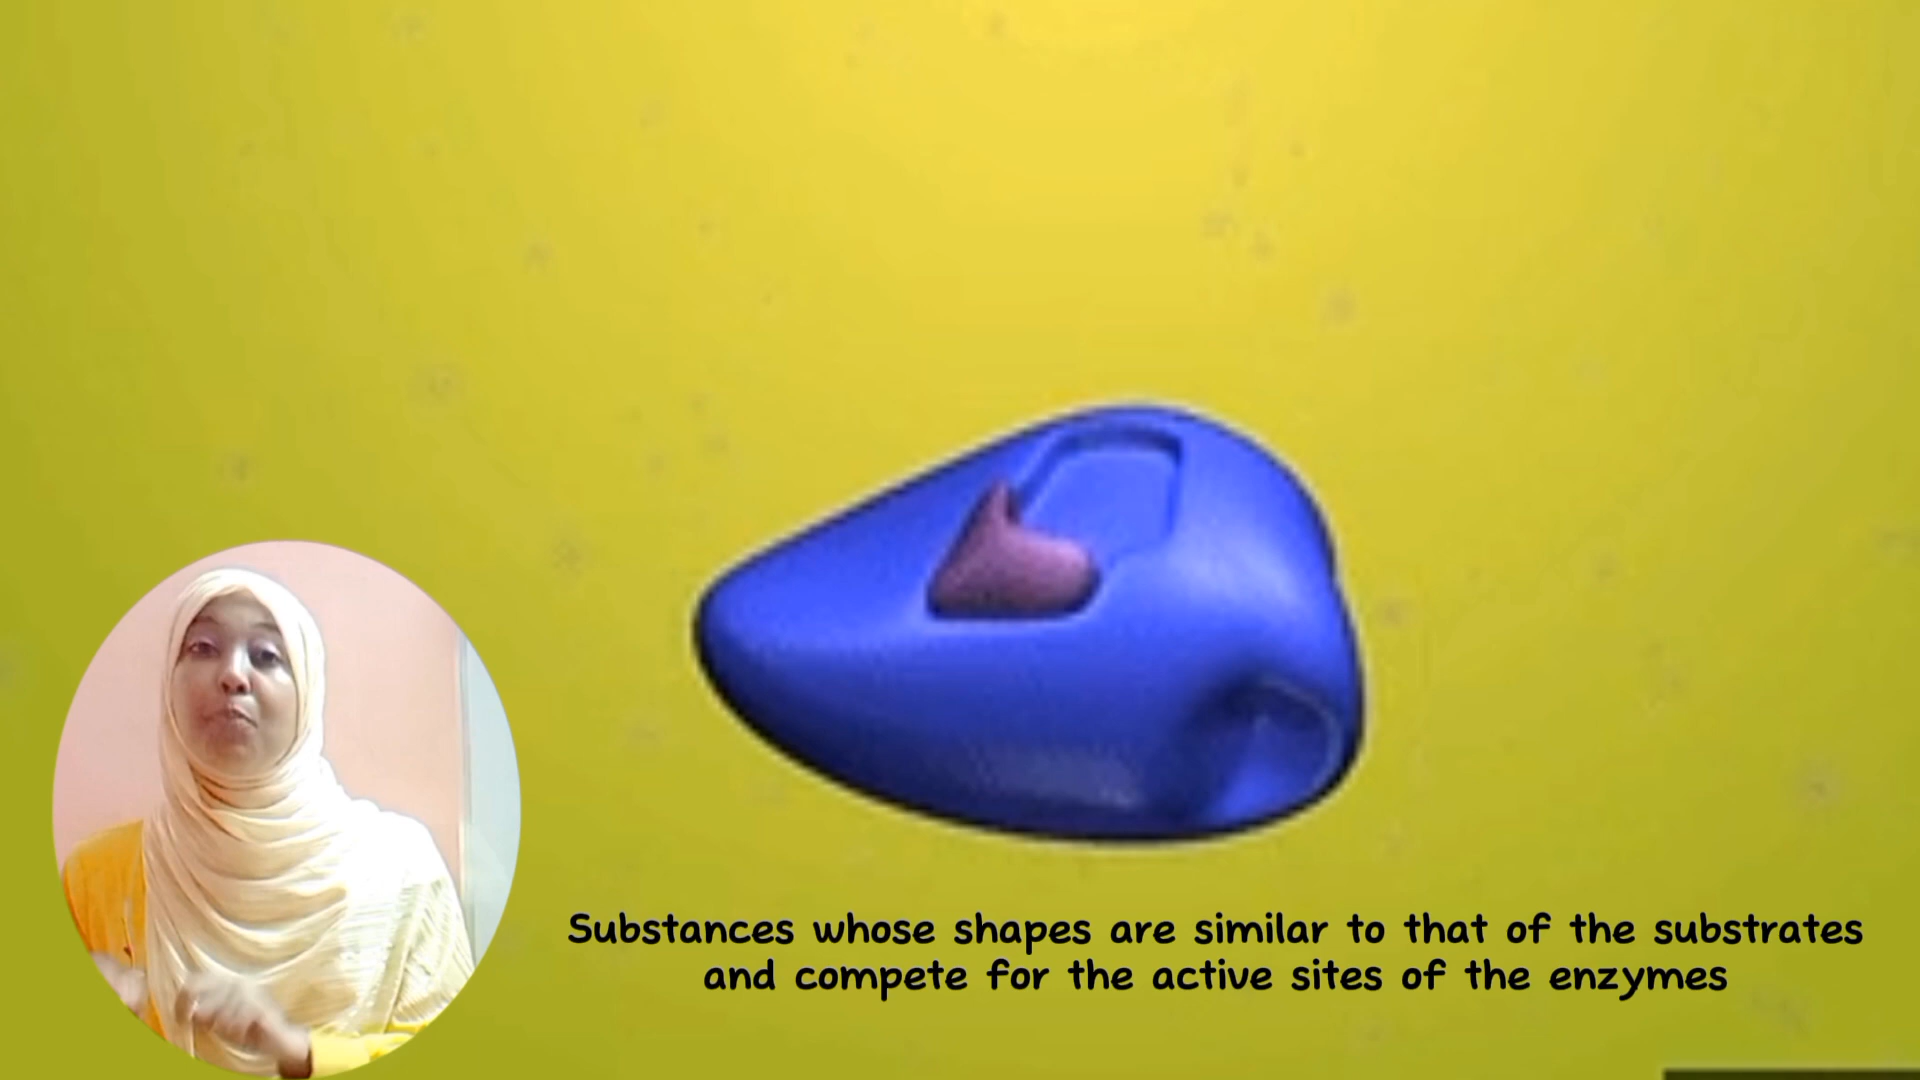 Substances whose shapes are similar to that of the substrates
and compete for the active sites of the enzymes